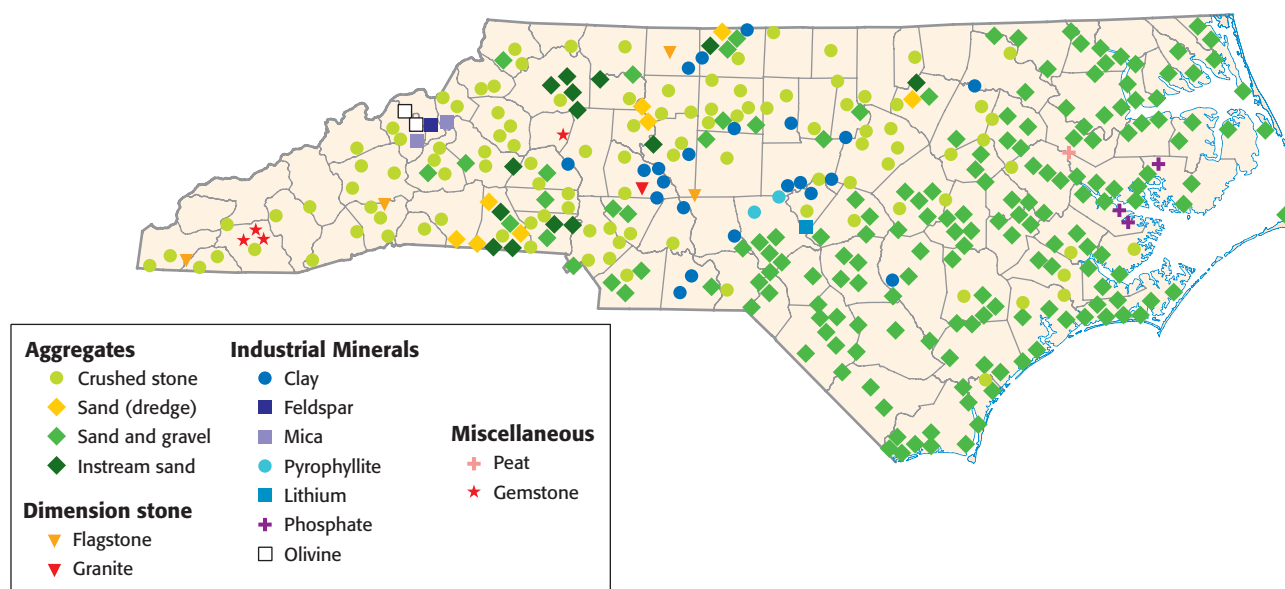 Aggregates
Crushed stone
Sand (dredge)
Sand and gravel
Instream sand
Dimension stone
Flagstone
Granite
Industrial Minerals
Clay
Feldspar
Mica
Pyrophyllite
Lithium
Phosphate
Olivine
Miscellaneous
Peat
Gemstone